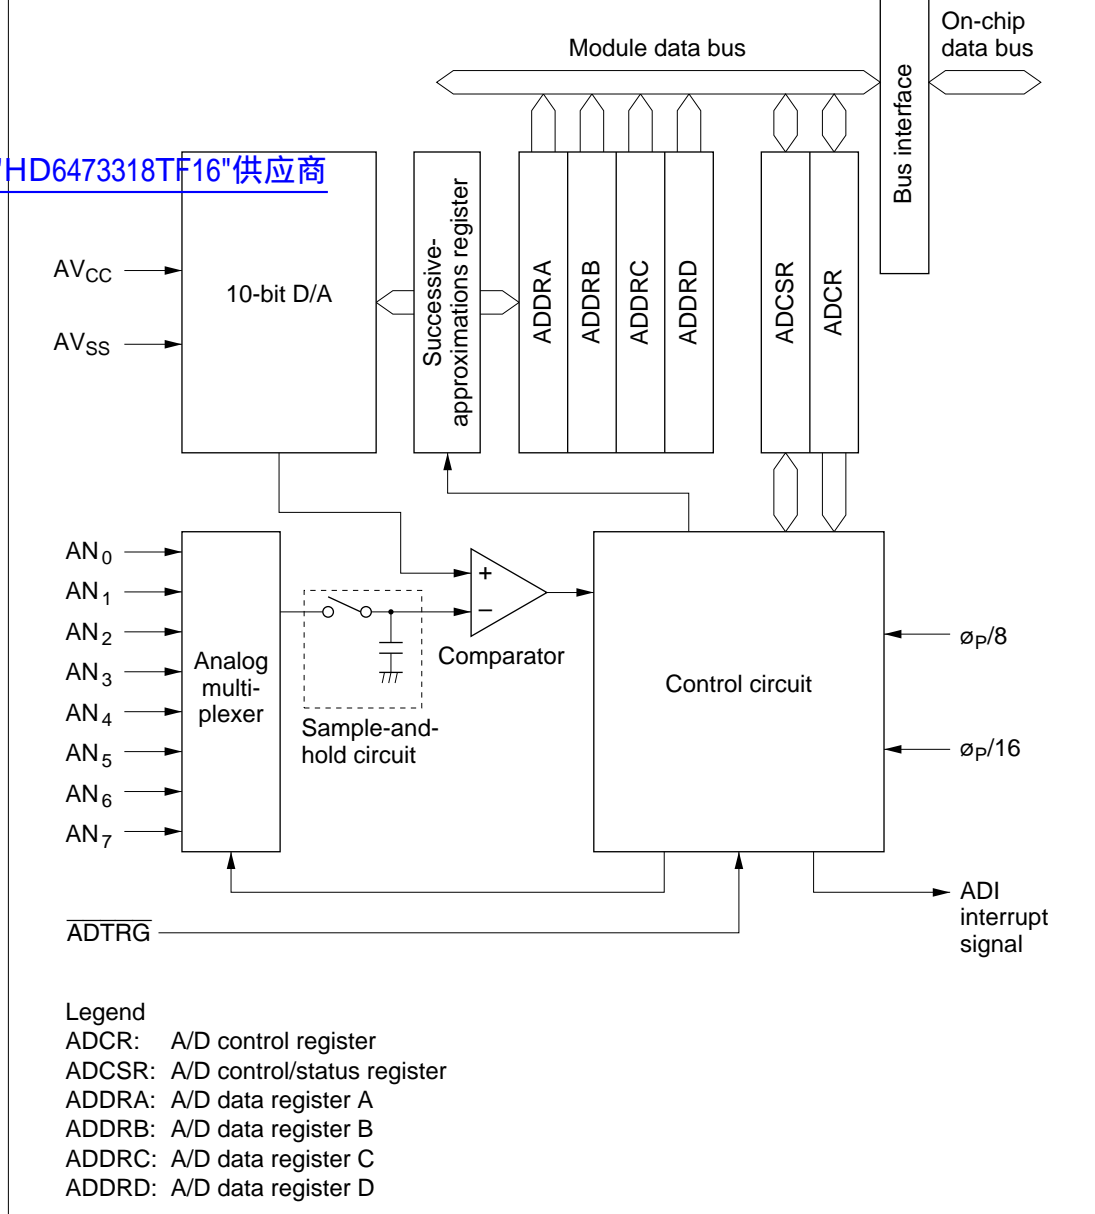 On-chip
data bus
Module data bus
Bus interface
"HD6473318TF16"供应商
AVCC
AVSS
10-bit D/A
Successive-
approximations register
ADDRA
ADDRB
ADDRC
ADDRD
ADCSR
ADCR
AN0
AN1
AN2
AN3
AN4
AN5
AN6
AN7
Analog
multi-
plexer
+
−
Comparator
Sample-and-
hold circuit
Control circuit
øP/8
øP/16
ADTRG
ADI
interrupt
signal
Legend
ADCR: A/D control register
ADCSR: A/D control/status register
ADDRA: A/D data register A
ADDRB: A/D data register B
ADDRC: A/D data register C
ADDRD: A/D data register D